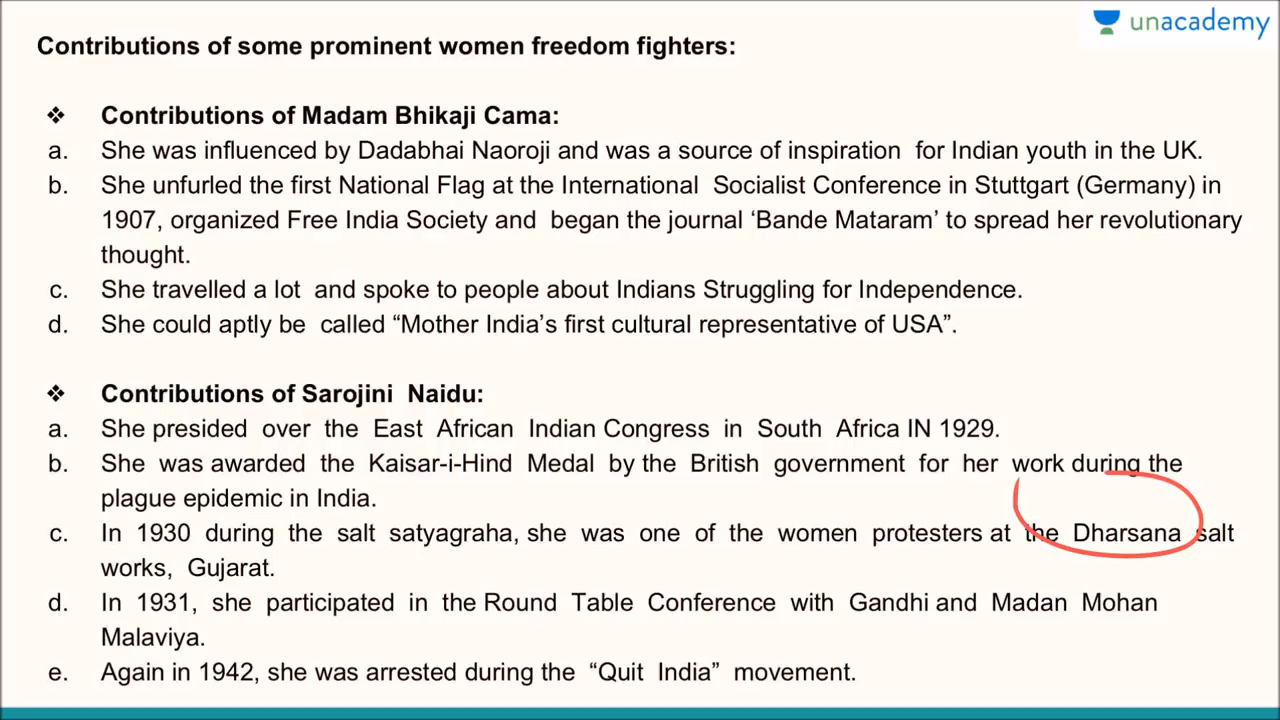 unacademy
Contributions of some prominent women freedom fighters:
❖ Contributions of Madam Bhikaji Cama:
a. She was influenced by Dadabhai Naoroji and was a source of inspiration for Indian youth in the UK.
b. She unfurled the first National Flag at the International Socialist Conference in Stuttgart (Germany) in
1907, organized Free India Society and began the journal ‘Bande Mataram’ to spread her revolutionary
thought.
c. She travelled a lot and spoke to people about Indians Struggling for Independence.
d. She could aptly be called “Mother India’s first cultural representative of USA”.
❖ Contributions of Sarojini Naidu:
a. She presided over the East African Indian Congress in South Africa IN 1929.
b. She was awarded the Kaisar-i-Hind Medal by the British government for her work during the
plague epidemic in India.
c. In 1930 during the salt satyagraha, she was one of the women protesters at the Dharsana salt
works, Gujarat.
d. In 1931, she participated in the Round Table Conference with Gandhi and Madan Mohan
Malaviya.
e. Again in 1942, she was arrested during the “Quit India” movement.